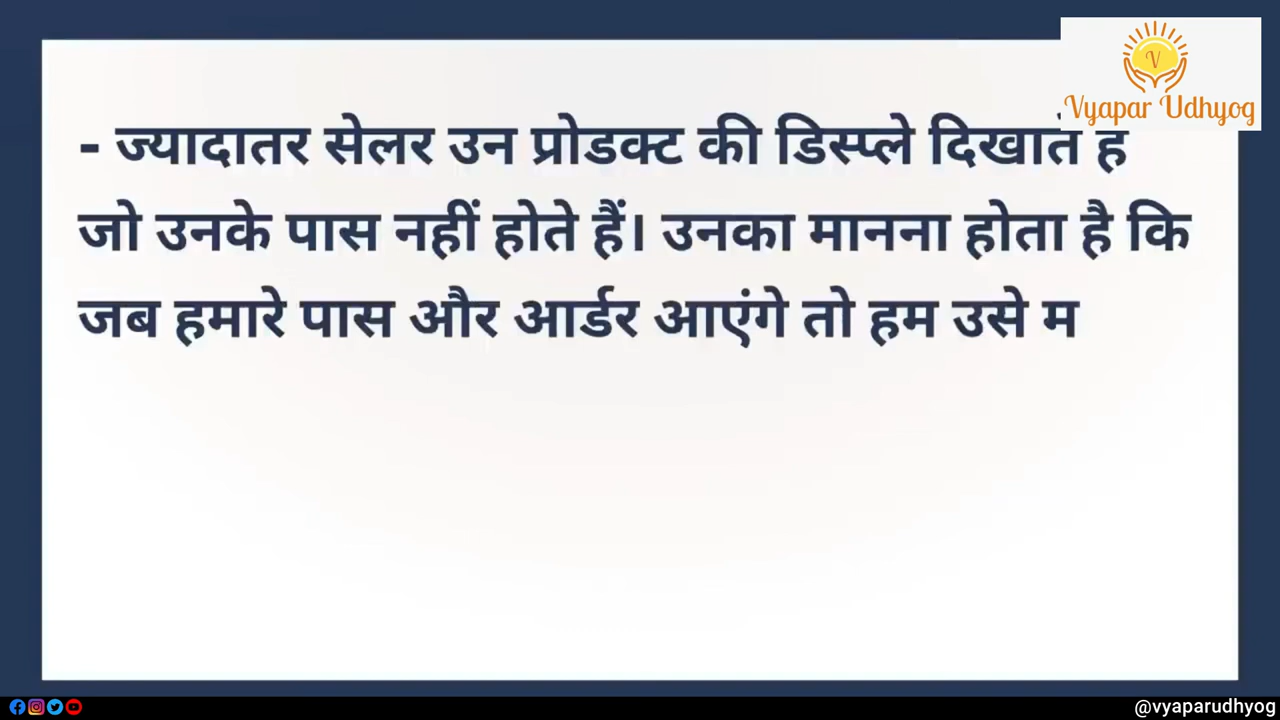 V
Vyapar Udhyog
- ज्यादातर सेलर उन प्रोडक्ट की डिस्प्ले दिखाते हैं
जो उनके पास नहीं होते हैं। उनका मानना होता है कि
जब हमारे पास और आर्डर आएंगे तो हम उसे म
@vyaparudhyog